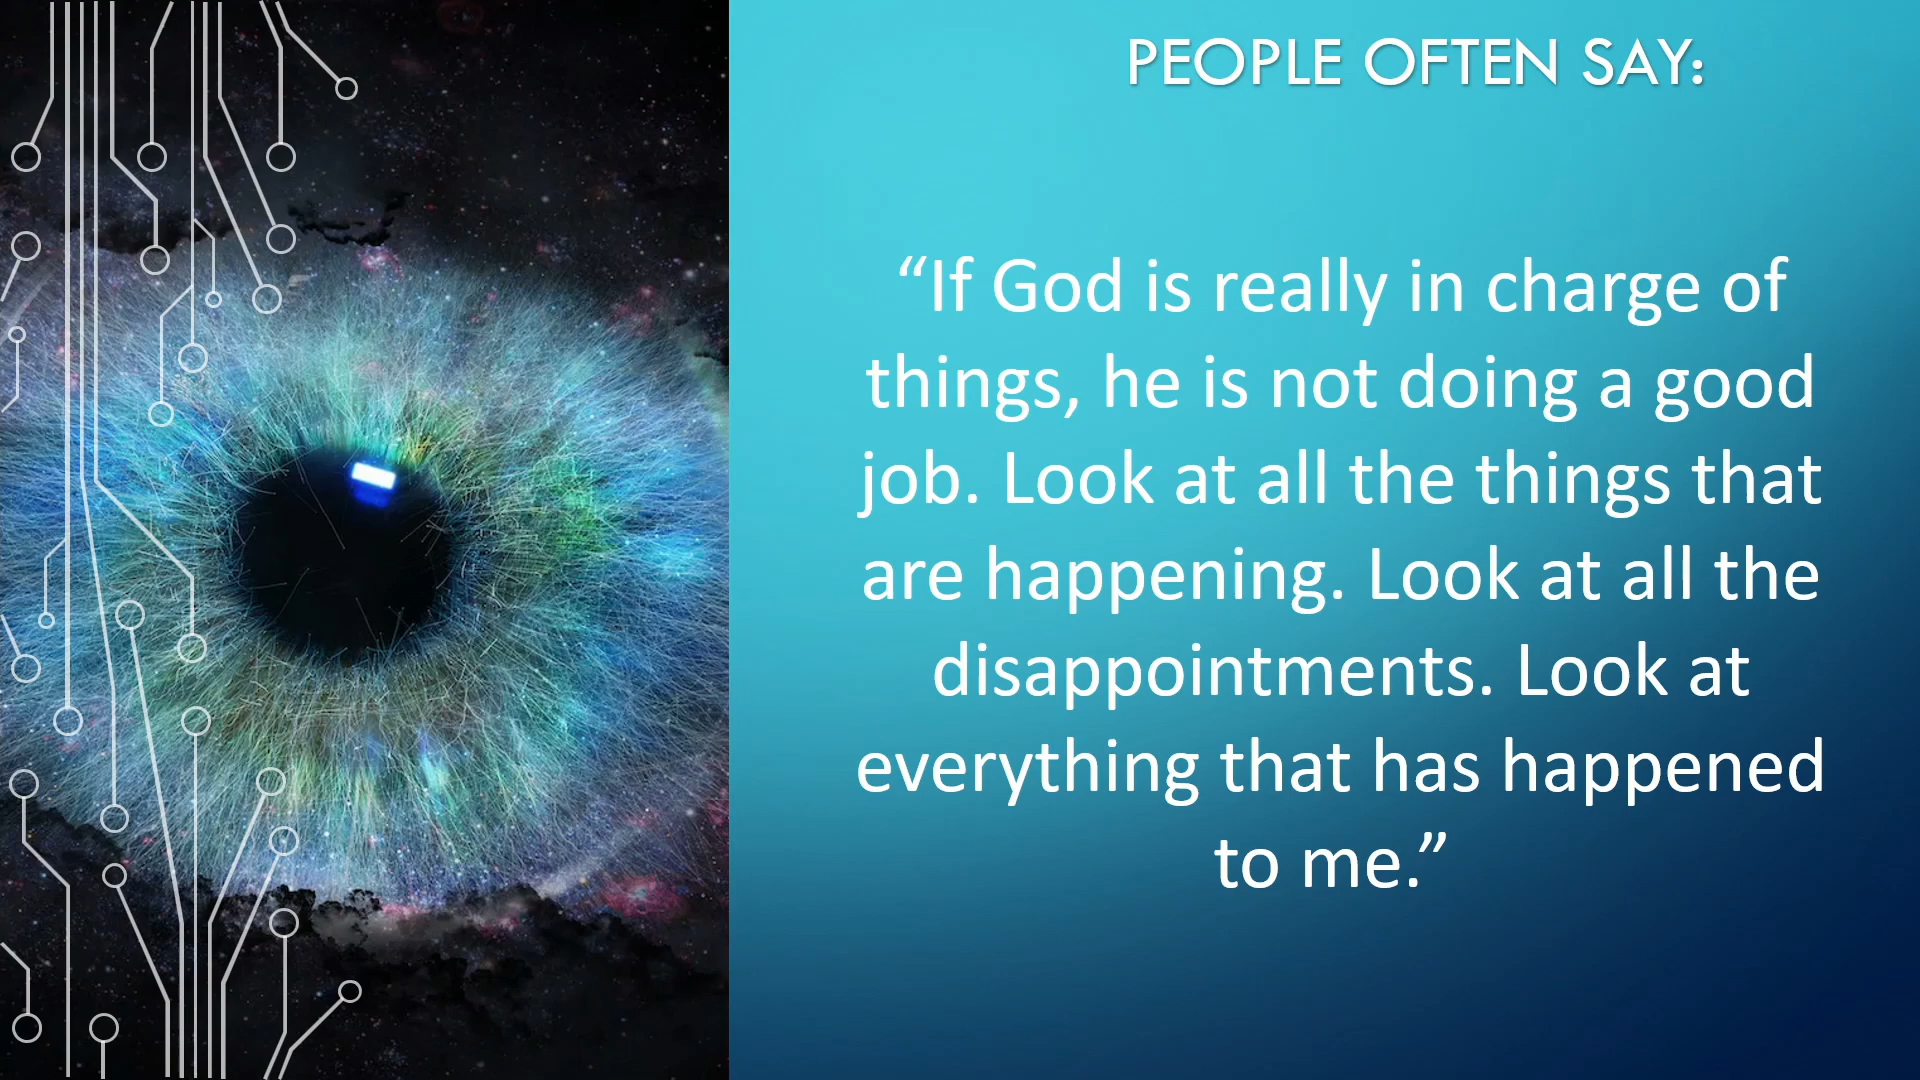 PEOPLE OFTEN SAY:
“If God is really in charge of
things, he is not doing a good
job. Look at all the things that
are happening. Look at all the
disappointments. Look at
everything that has happened
to me.”